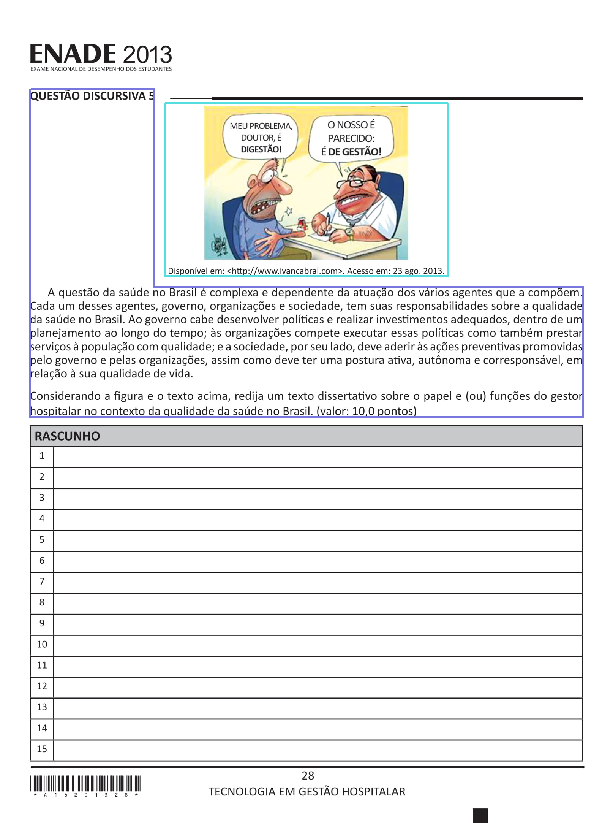 ENADE 2013
EXAME NACIONAL DE DESEMPENHO DOS ESTUDANTES
QUESTÃO DISCURSIVA 5
MEU PROBLEMA,
DOUTOR, É
DIGESTÃO!
O NOSSO É
PARECIDO:
É DE GESTÃO!
Disponível em: <http://www.ivancabral.com>. Acesso em: 23 ago. 2013.
A questão da saúde no Brasil é complexa e dependente da atuação dos vários agentes que a compõem.
Cada um desses agentes, governo, organizações e sociedade, tem suas responsabilidades sobre a qualidade
da saúde no Brasil. Ao governo cabe desenvolver políticas e realizar investimentos adequados, dentro de um
planejamento ao longo do tempo; às organizações compete executar essas políticas como também prestar
serviços à população com qualidade; e a sociedade, por seu lado, deve aderir às ações preventivas promovidas
pelo governo e pelas organizações, assim como deve ter uma postura ativa, autônoma e corresponsável, em
relação à sua qualidade de vida.
Considerando a figura e o texto acima, redija um texto dissertativo sobre o papel e (ou) funções do gestor
hospitalar no contexto da qualidade da saúde no Brasil. (valor: 10,0 pontos)
RASCUNHO
1
2
3
4
5
6
7
8
9
10
11
12
13
14
15
28
TECNOLOGIA EM GESTÃO HOSPITALAR